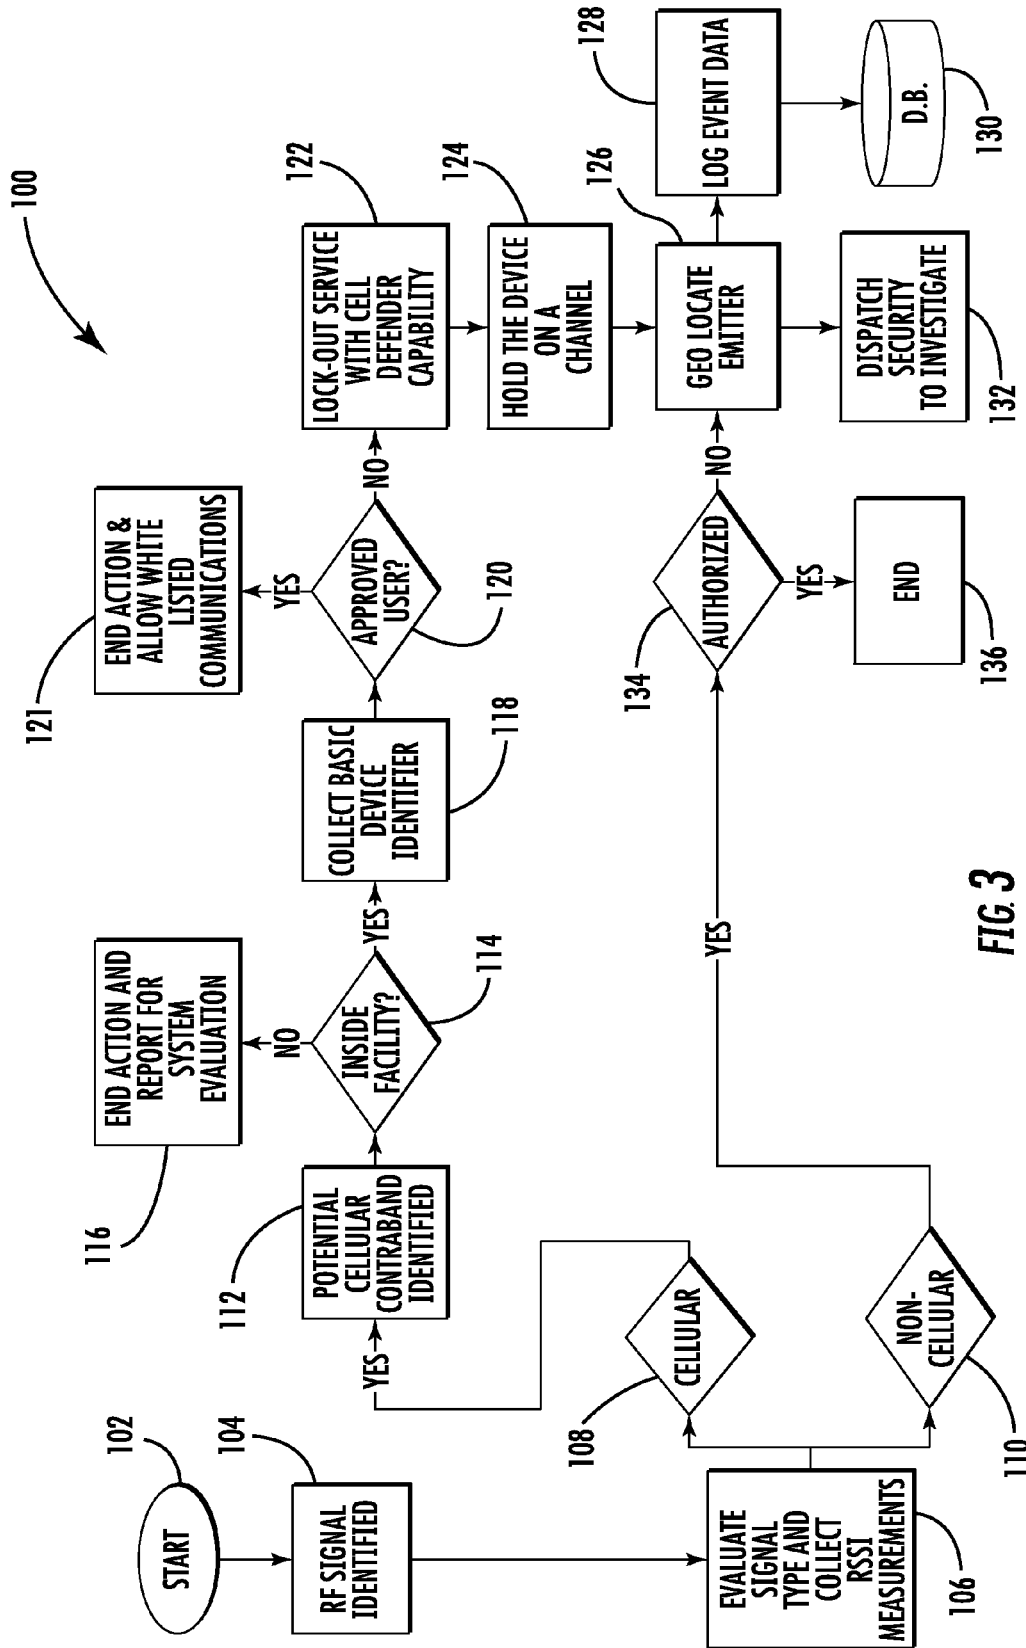 100
102
START
104
RF SIGNAL
IDENTIFIED
EVALUATE
SIGNAL
TYPE AND
COLLECT
RSSI
MEASUREMENTS
106
108
CELLULAR
YES
NON-
CELLULAR
110
112
POTENTIAL
CELLULAR
CONTRABAND
IDENTIFIED
INSIDE
FACILITY?
114
NO
END ACTION AND
REPORT FOR
SYSTEM
EVALUATION
116
YES
COLLECT BASIC
DEVICE
IDENTIFIER
118
APPROVED
USER?
120
YES
END ACTION &
ALLOW WHITE
LISTED
COMMUNICATIONS
121
NO
LOCK-OUT SERVICE
WITH CELL
DEFENDER
CAPABILITY
122
HOLD THE DEVICE
ON A
CHANNEL
124
GEO LOCATE
EMITTER
126
LOG EVENT DATA
128
D.B.
130
DISPATCH
SECURITY
TO INVESTIGATE
132
YES
AUTHORIZED
134
NO
YES
END
136
FIG. 3